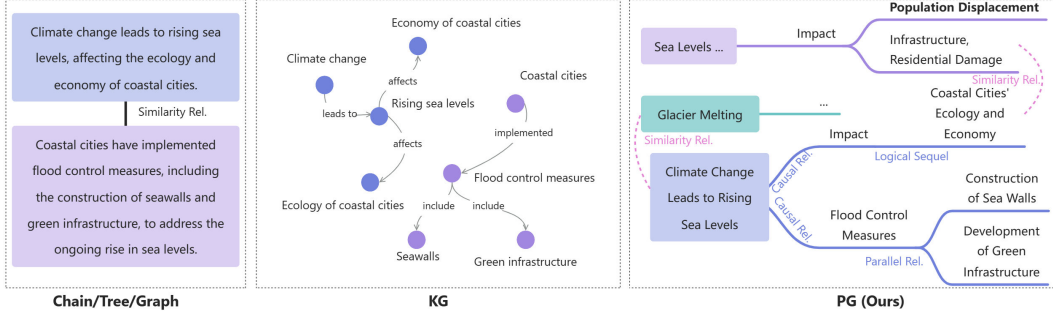 Climate change leads to rising sea
levels, affecting the ecology and
economy of coastal cities.
Similarity Rel.
Coastal cities have implemented
flood control measures, including
the construction of seawalls and
green infrastructure, to address the
ongoing rise in sea levels.
Chain/Tree/Graph
Economy of coastal cities
Climate change
affects
Coastal cities
leads to
Rising sea levels
implemented
affects
Flood control measures
Ecology of coastal cities
include
include
Seawalls
Green infrastructure
KG
Population Displacement
Sea Levels ...
Impact
Infrastructure,
Residential Damage
Similarity Rel.
Glacier Melting
...
Coastal Cities'
Ecology and
Economy
Similarity Rel.
Impact
Logical Sequel
Causal Rel.
Climate Change
Leads to Rising
Sea Levels
Causal Rel.
Flood Control
Measures
Parallel Rel.
Construction
of Sea Walls
Development
of Green
Infrastructure
PG (Ours)